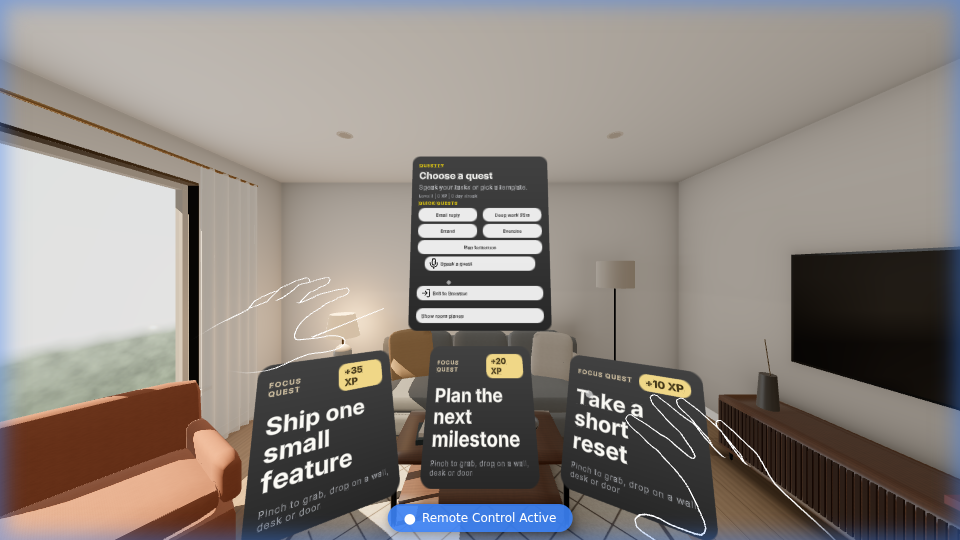 Choose a quest
Speak your tasks or pick a template.
QUICK QUESTS
Email reply
Deep work 25m
Errand
Exercise
Plan tomorrow
Speak a quest
Exit to Browser
Show room planes
FOCUS QUEST
+35 XP
Ship one
small
feature
Pinch to grab, drop on a wall,
desk or door
FOCUS QUEST
+20 XP
Plan the
next
milestone
Pinch to grab, drop on a wall,
desk or door
FOCUS QUEST
+10 XP
Take a
short
reset
Pinch to grab, drop on a wall,
desk or door
Remote Control Active